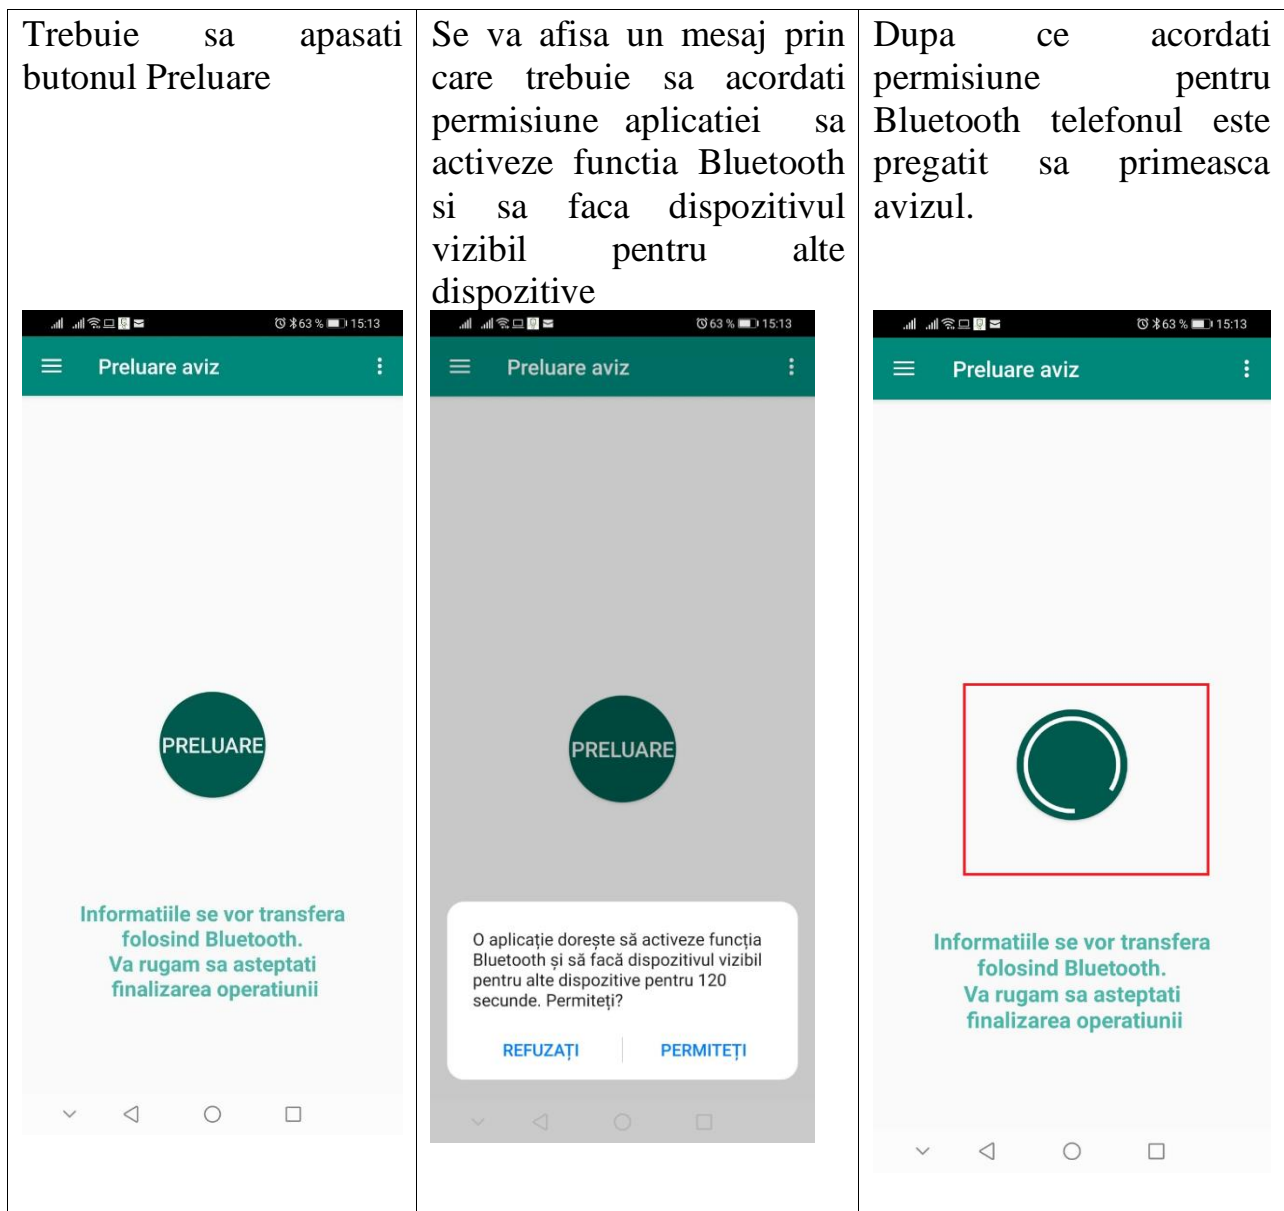 Trebuie sa apasati
butonul Preluare
Se va afisa un mesaj prin
care trebuie sa acordati
permisiune aplicatiei sa
activeze functia Bluetooth
si sa faca dispozitivul
vizibil pentru alte
dispozitive
Dupa ce acordati
permisiune pentru
Bluetooth telefonul este
pregatit sa primeasca
avizul.
63 % 15:13
Preluare aviz
PRELUARE
Informatiile se vor transfera
folosind Bluetooth.
Va rugam sa asteptati
finalizarea operatiunii
63 % 15:13
Preluare aviz
PRELUARE
O aplicație dorește să activeze funcția
Bluetooth și să facă dispozitivul vizibil
pentru alte dispozitive pentru 120
secunde. Permiteți?
REFUZAȚI PERMITEȚI
63 % 15:13
Preluare aviz
Informatiile se vor transfera
folosind Bluetooth.
Va rugam sa asteptati
finalizarea operatiunii